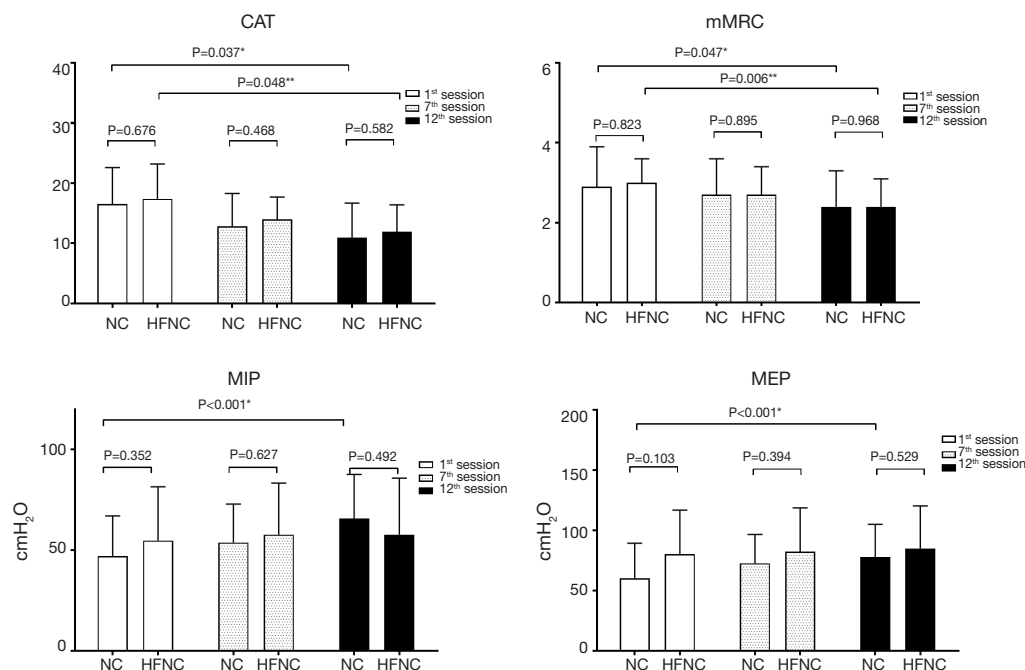 CAT
P=0.037*
P=0.048**
40
30
20
10
0
1st session
7th session
12th session
P=0.676
P=0.468
P=0.582
NC HFNC NC HFNC NC HFNC
mMRC
P=0.047*
P=0.006**
6
4
2
0
1st session
7th session
12th session
P=0.823
P=0.895
P=0.968
NC HFNC NC HFNC NC HFNC
MIP
P<0.001*
100
50
0
cmH2O
1st session
7th session
12th session
P=0.352
P=0.627
P=0.492
NC HFNC NC HFNC NC HFNC
MEP
P<0.001*
200
150
100
50
0
cmH2O
1st session
7th session
12th session
P=0.103
P=0.394
P=0.529
NC HFNC NC HFNC NC HFNC